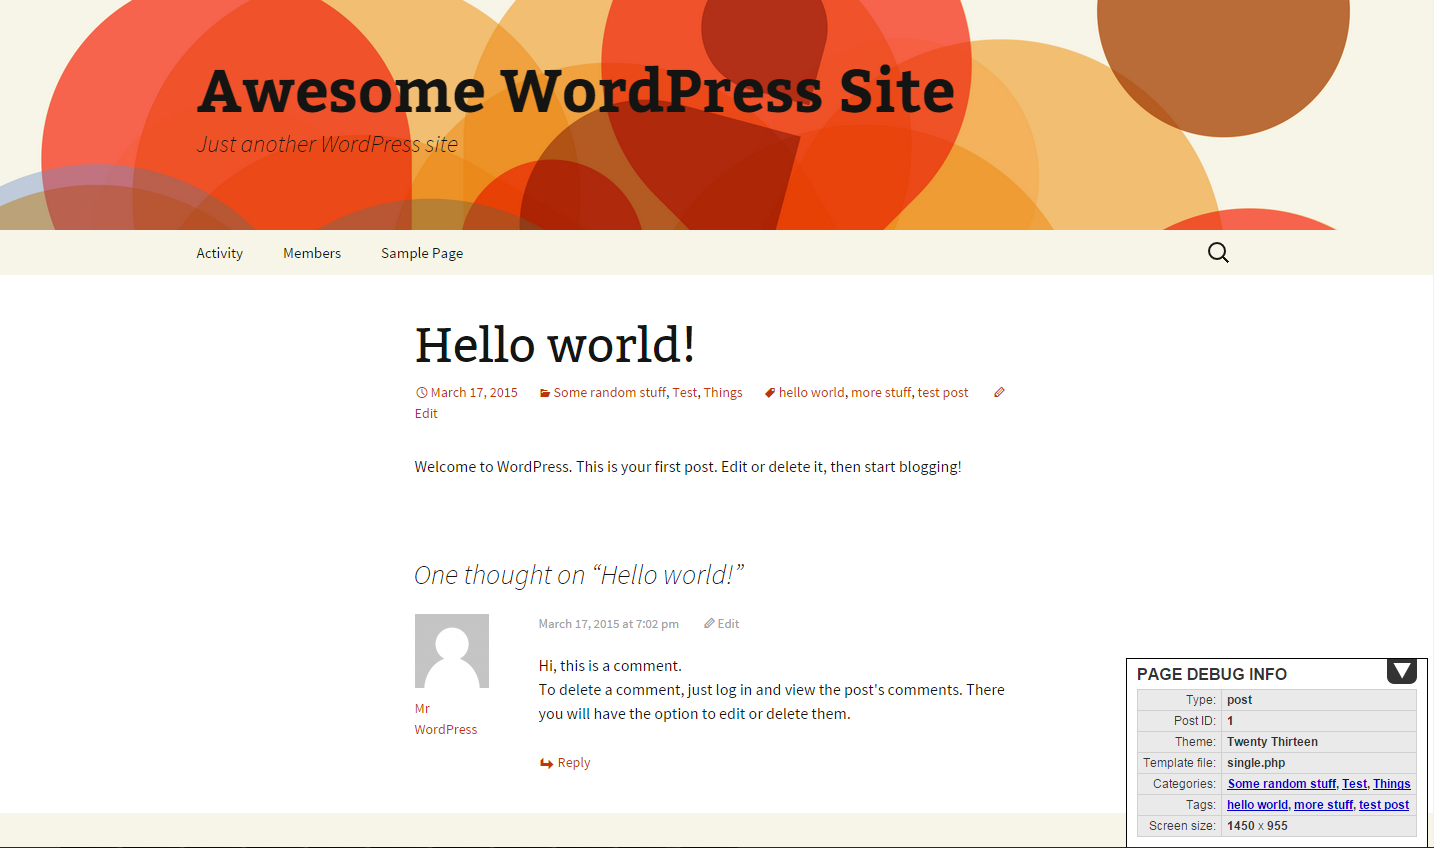 Awesome WordPress Site
Just another WordPress site
Activity Members Sample Page
Hello world!
March 17, 2015 Some random stuff, Test, Things hello world, more stuff, test post
Edit
Welcome to WordPress. This is your first post. Edit or delete it, then start blogging!
One thought on “Hello world!”
March 17, 2015 at 7:02 pm Edit
Hi, this is a comment.
To delete a comment, just log in and view the post's comments. There
you will have the option to edit or delete them.
Mr
WordPress
Reply
PAGE DEBUG INFO
Type: post
Post ID: 1
Theme: Twenty Thirteen
Template file: single.php
Categories: Some random stuff, Test, Things
Tags: hello world, more stuff, test post
Screen size: 1450 x 955